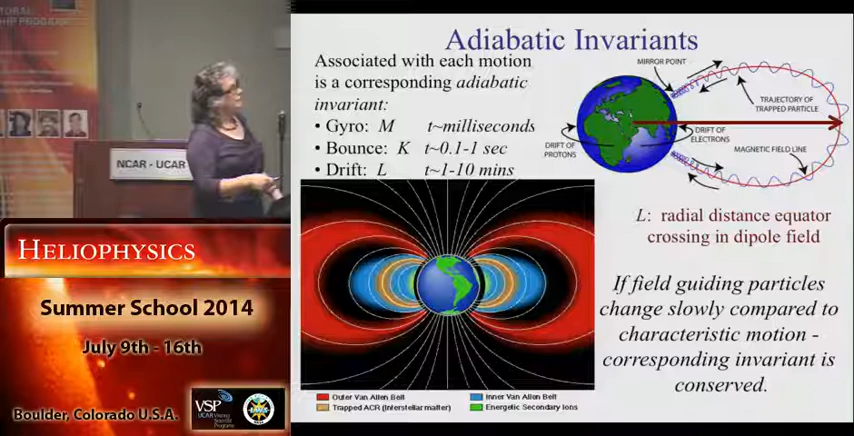 NCAR - UCAR
HELIOPHYSICS
Summer School 2014
July 9th - 16th
Boulder, Colorado U.S.A.
VSP
UCAR Visiting
Scientist
Programs
Adiabatic Invariants
Associated with each motion
is a corresponding adiabatic
invariant:
• Gyro: M t~milliseconds
• Bounce: K t~0.1-1 sec
• Drift: L t~1-10 mins
MIRROR POINT
TRAJECTORY OF
TRAPPED PARTICLE
DRIFT OF
ELECTRONS
DRIFT OF
PROTONS
MAGNETIC FIELD LINE
L: radial distance equator
crossing in dipole field
If field guiding particles
change slowly compared to
characteristic motion -
corresponding invariant is
conserved.
Outer Van Allen Belt
Inner Van Allen Belt
Trapped ACR (Interstellar matter)
Energetic Secondary Ions